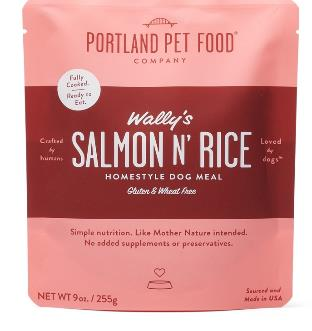 PORTLAND PET FOOD®
COMPANY
Fully
Cooked.
Ready to
Eat.
Wally's
Crafted
by
humans
SALMON N' RICE
Loved
by
dogs™
HOMESTYLE DOG MEAL
Gluten & Wheat Free
Simple nutrition. Like Mother Nature intended.
No added supplements or preservatives.
NET WT 9oz. / 255g
Sourced and
Made in USA